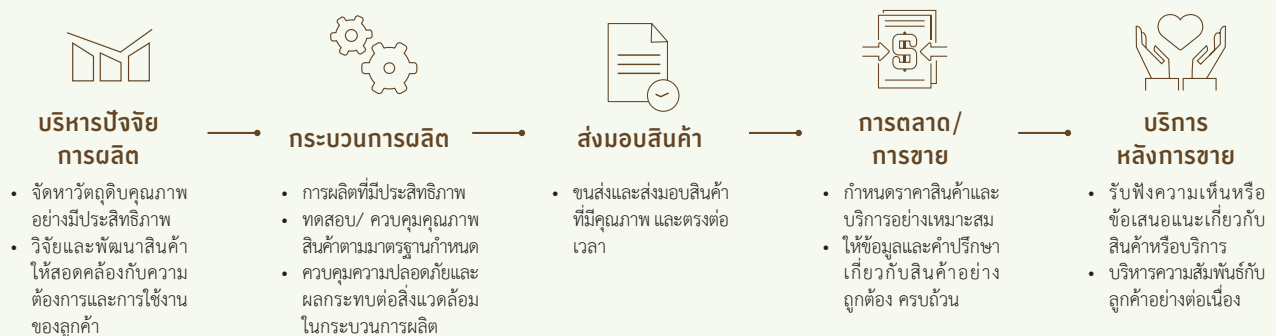 บริหารปัจจัย
การผลิต
• จัดหาวัตถุดิบคุณภาพ
อย่างมีประสิทธิภาพ
• วิจัยและพัฒนาสินค้า
ให้สอดคล้องกับความ
ต้องการและการใช้งาน
ของลูกค้า
กระบวนการผลิต
• การผลิตที่มีประสิทธิภาพ
• ทดสอบ/ ควบคุมคุณภาพ
สินค้าตามมาตรฐานกำหนด
• ควบคุมความปลอดภัยและ
ผลกระทบต่อสิ่งแวดล้อม
ในกระบวนการผลิต
ส่งมอบสินค้า
• ขนส่งและส่งมอบสินค้า
ที่มีคุณภาพ และตรงต่อ
เวลา
$
การตลาด/
การขาย
• กำหนดราคาสินค้าและ
บริการอย่างเหมาะสม
• ให้ข้อมูลและคำปรึกษา
เกี่ยวกับสินค้าอย่าง
ถูกต้อง ครบถ้วน
บริการ
หลังการขาย
• รับฟังความเห็นหรือ
ข้อเสนอแนะเกี่ยวกับ
สินค้าหรือบริการ
• บริหารความสัมพันธ์กับ
ลูกค้าอย่างต่อเนื่อง